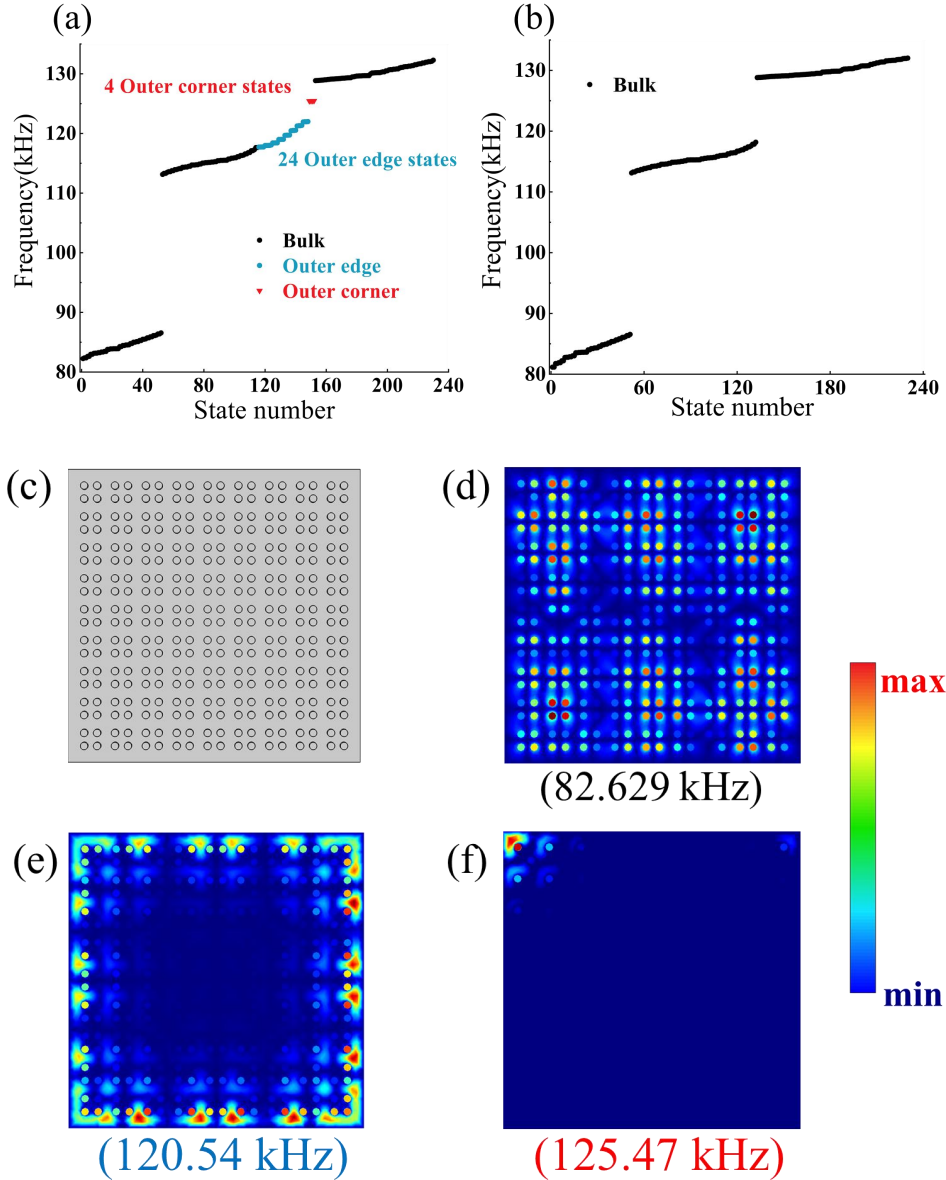 (a)
130
120
110
100
90
80
Frequency(kHz)
4 Outer corner states
24 Outer edge states
Bulk
Outer edge
Outer corner
0 40 80 120 160 200 240
State number
(b)
130
120
110
100
90
80
Frequency(kHz)
Bulk
0 60 120 180 240
State number
(c)
(d)
(82.629 kHz)
max
min
(e)
(120.54 kHz)
(f)
(125.47 kHz)